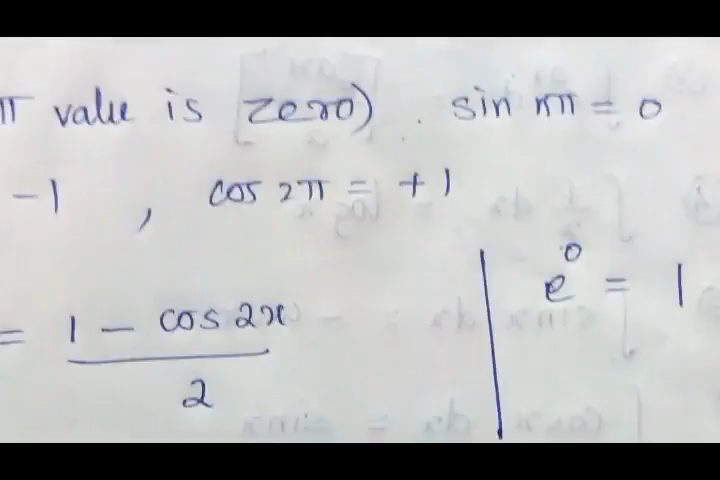 π value is zero). sin nπ = 0
-1 , cos 2π = +1
e⁰ = 1
= 1 - cos 2x / 2